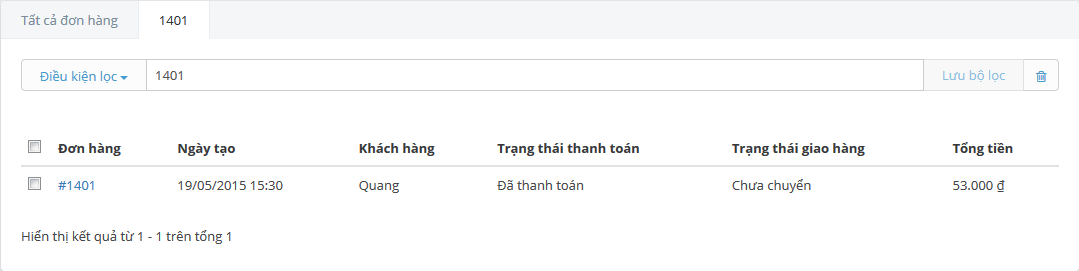 Tất cả đơn hàng 1401
Điều kiện lọc 1401 Lưu bộ lọc
Đơn hàng Ngày tạo Khách hàng Trạng thái thanh toán Trạng thái giao hàng Tổng tiền
#1401 19/05/2015 15:30 Quang Đã thanh toán Chưa chuyển 53.000 ₫
Hiển thị kết quả từ 1 - 1 trên tổng 1